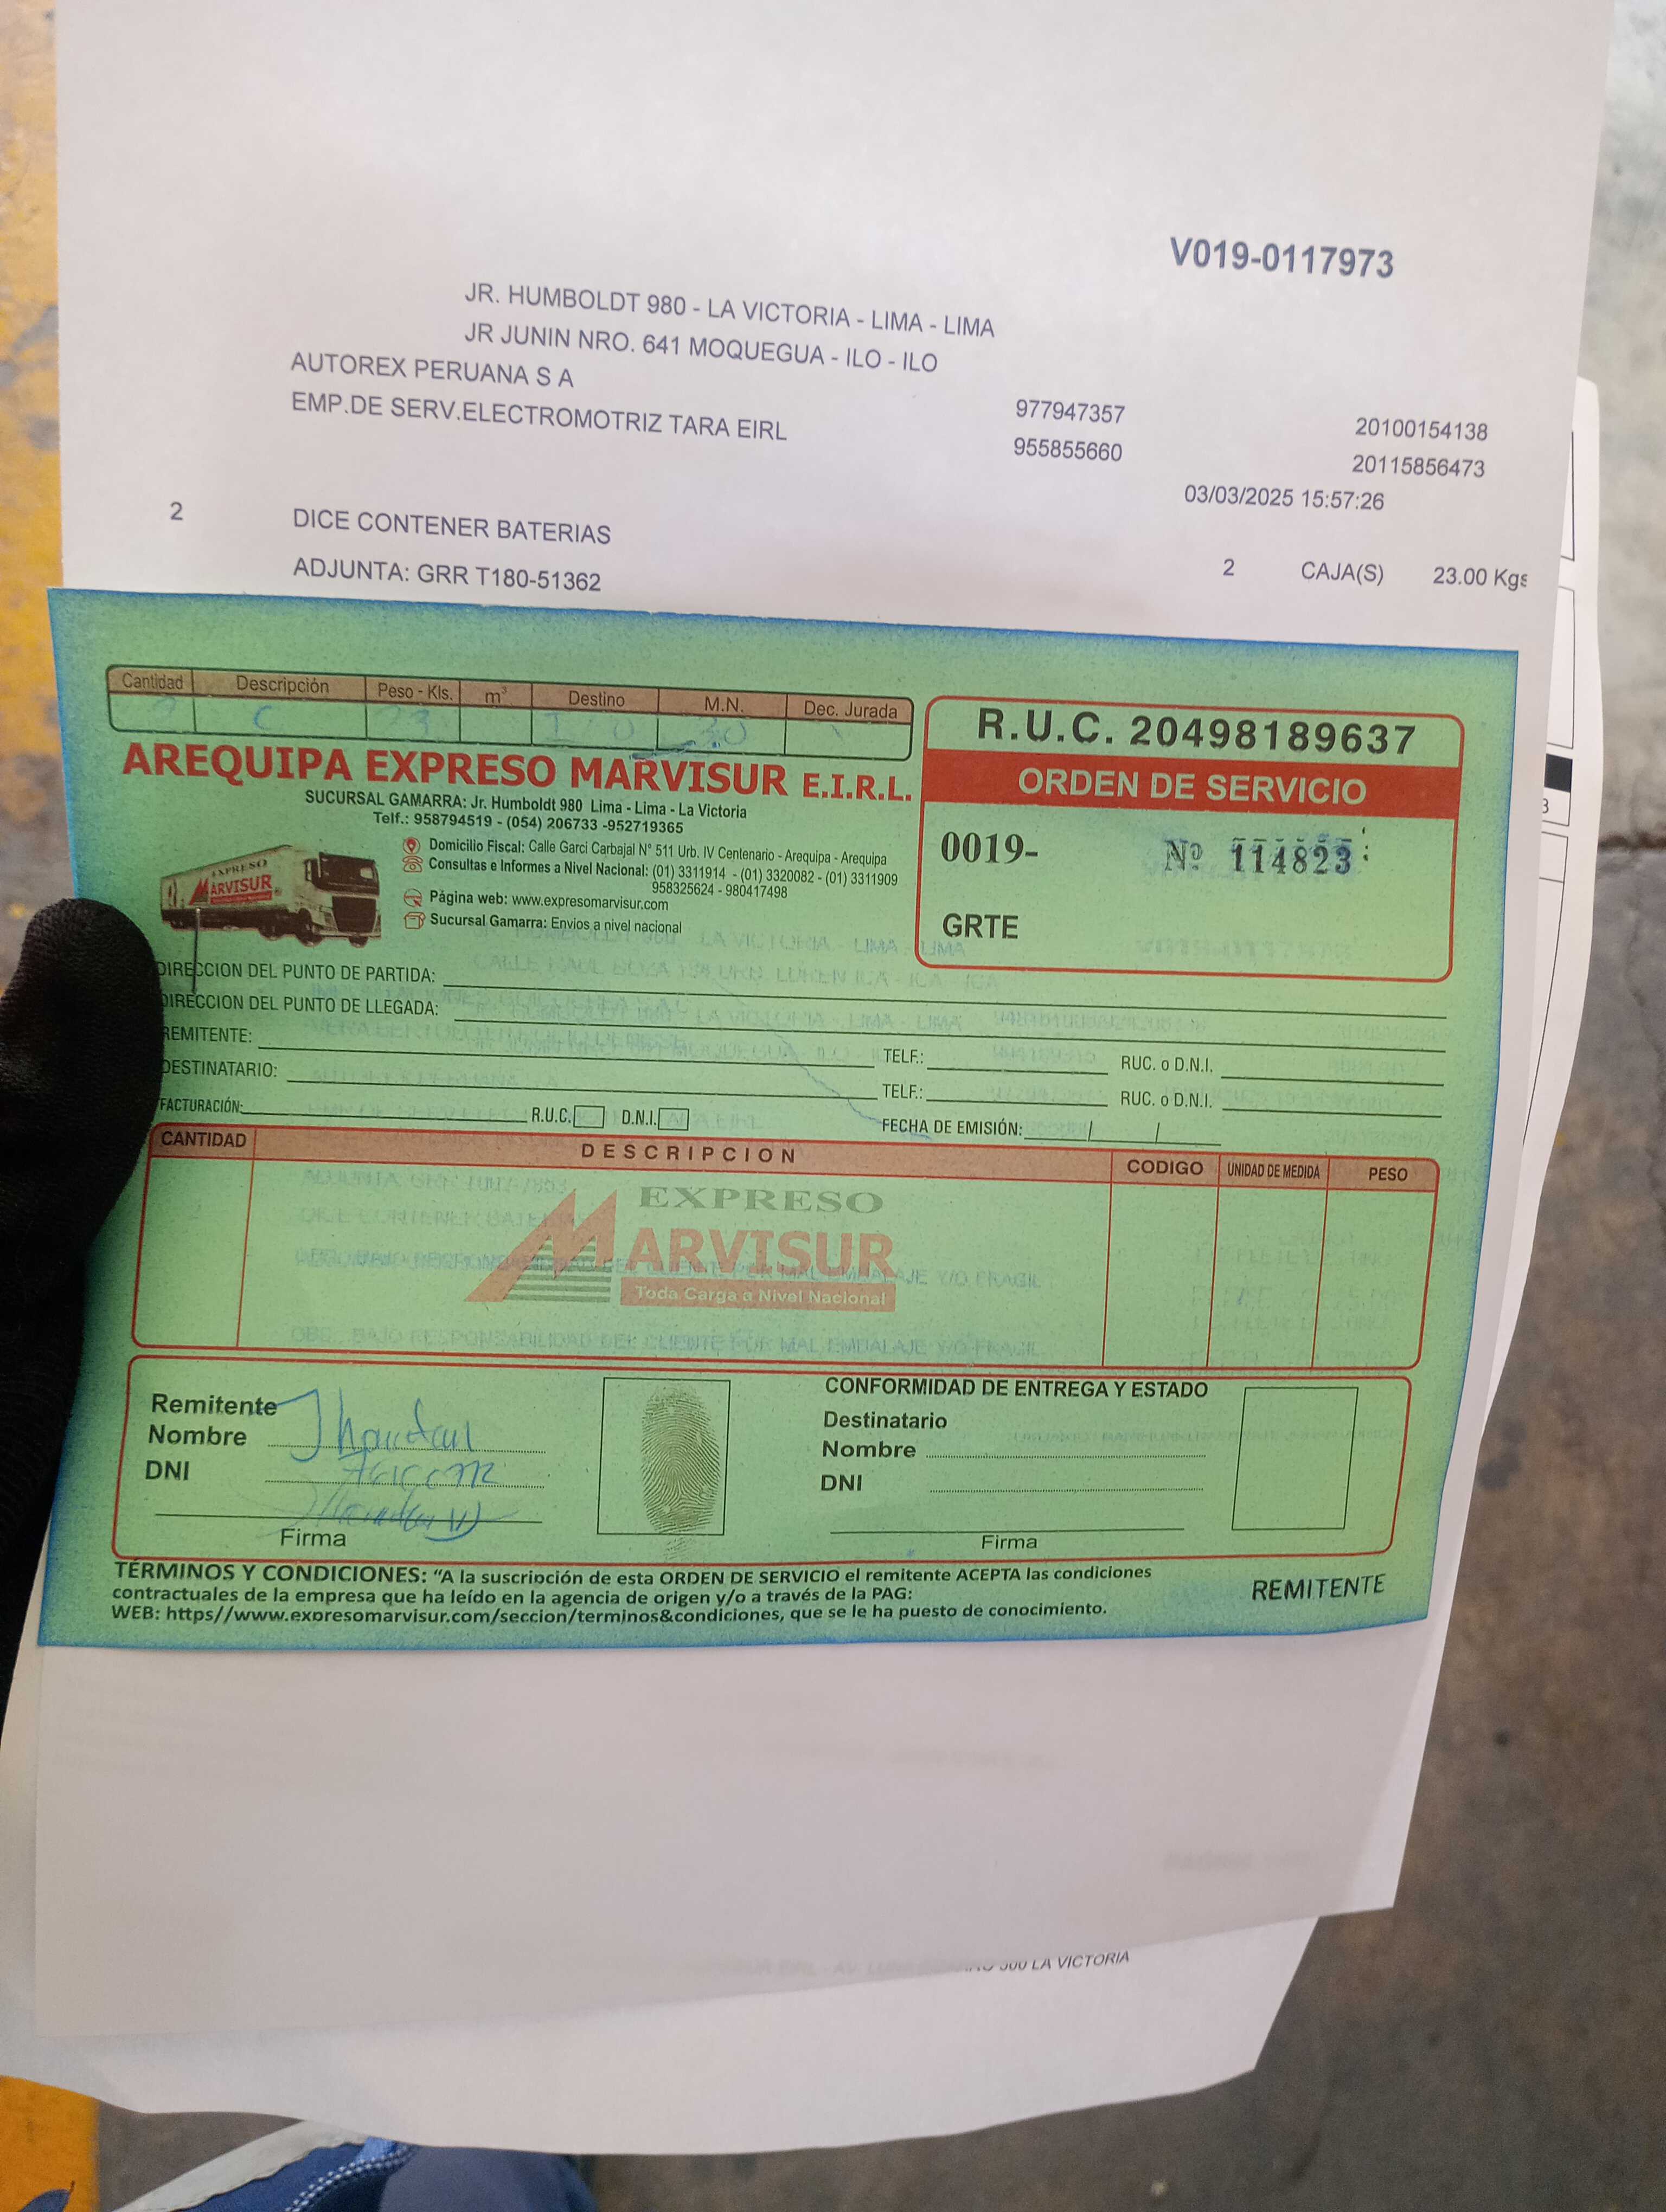 V019-0117973
JR. HUMBOLDT 980 - LA VICTORIA - LIMA - LIMA
JR JUNIN NRO. 641 MOQUEGUA - ILO - ILO
AUTOREX PERUANA S A 977947357 20100154138
EMP.DE SERV.ELECTROMOTRIZ TARA EIRL 955855660 20115856473
03/03/2025 15:57:26
2 DICE CONTENER BATERIAS
ADJUNTA: GRR T180-51362 2 CAJA(S) 23.00 Kgs
Cantidad Descripción Peso - Kls. m³ Destino M.N. Dec. Jurada
2 C 23 ILO 30
AREQUIPA EXPRESO MARVISUR E.I.R.L.
SUCURSAL GAMARRA: Jr. Humboldt 980 Lima - Lima - La Victoria
Telf.: 958794519 - (054) 206733 -952719365
Domicilio Fiscal: Calle Garci Carbajal N° 511 Urb. IV Centenario - Arequipa - Arequipa
Consultas e Informes a Nivel Nacional: (01) 3311914 - (01) 3320082 - (01) 3311909
958325624 - 980417498
Página web: www.expresomarvisur.com
Sucursal Gamarra: Envios a nivel nacional
EXPRESO
MARVISUR
R.U.C. 20498189637
ORDEN DE SERVICIO
0019- Nº 114823
GRTE
DIRECCION DEL PUNTO DE PARTIDA:
DIRECCION DEL PUNTO DE LLEGADA:
REMITENTE: TELF.: RUC. o D.N.I.
DESTINATARIO: TELF.: RUC. o D.N.I.
FACTURACIÓN: R.U.C. D.N.I. FECHA DE EMISIÓN: / /
CANTIDAD DESCRIPCION CODIGO UNIDAD DE MEDIDA PESO
EXPRESO
MARVISUR
Toda Carga a Nivel Nacional
Remitente
Nombre
DNI
Firma
CONFORMIDAD DE ENTREGA Y ESTADO
Destinatario
Nombre
DNI
Firma
TÉRMINOS Y CONDICIONES: “A la suscripción de esta ORDEN DE SERVICIO el remitente ACEPTA las condiciones
contractuales de la empresa que ha leído en la agencia de origen y/o a través de la PAG:
WEB: https//www.expresomarvisur.com/seccion/terminos&condiciones, que se le ha puesto de conocimiento.
REMITENTE
LA VICTORIA